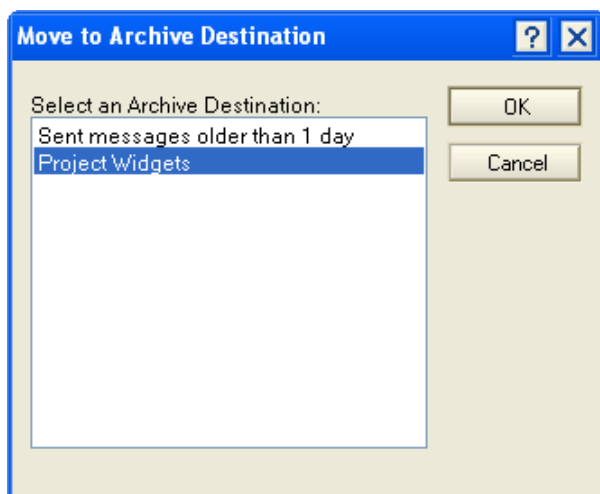 Move to Archive Destination
Select an Archive Destination:
OK
Sent messages older than 1 day
Project Widgets
Cancel